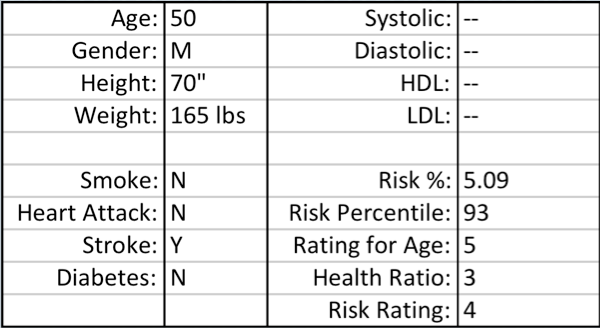 Age: 50 Systolic: --
Gender: M Diastolic: --
Height: 70" HDL: --
Weight: 165 lbs LDL: --
Smoke: N Risk %: 5.09
Heart Attack: N Risk Percentile: 93
Stroke: Y Rating for Age: 5
Diabetes: N Health Ratio: 3
Risk Rating: 4